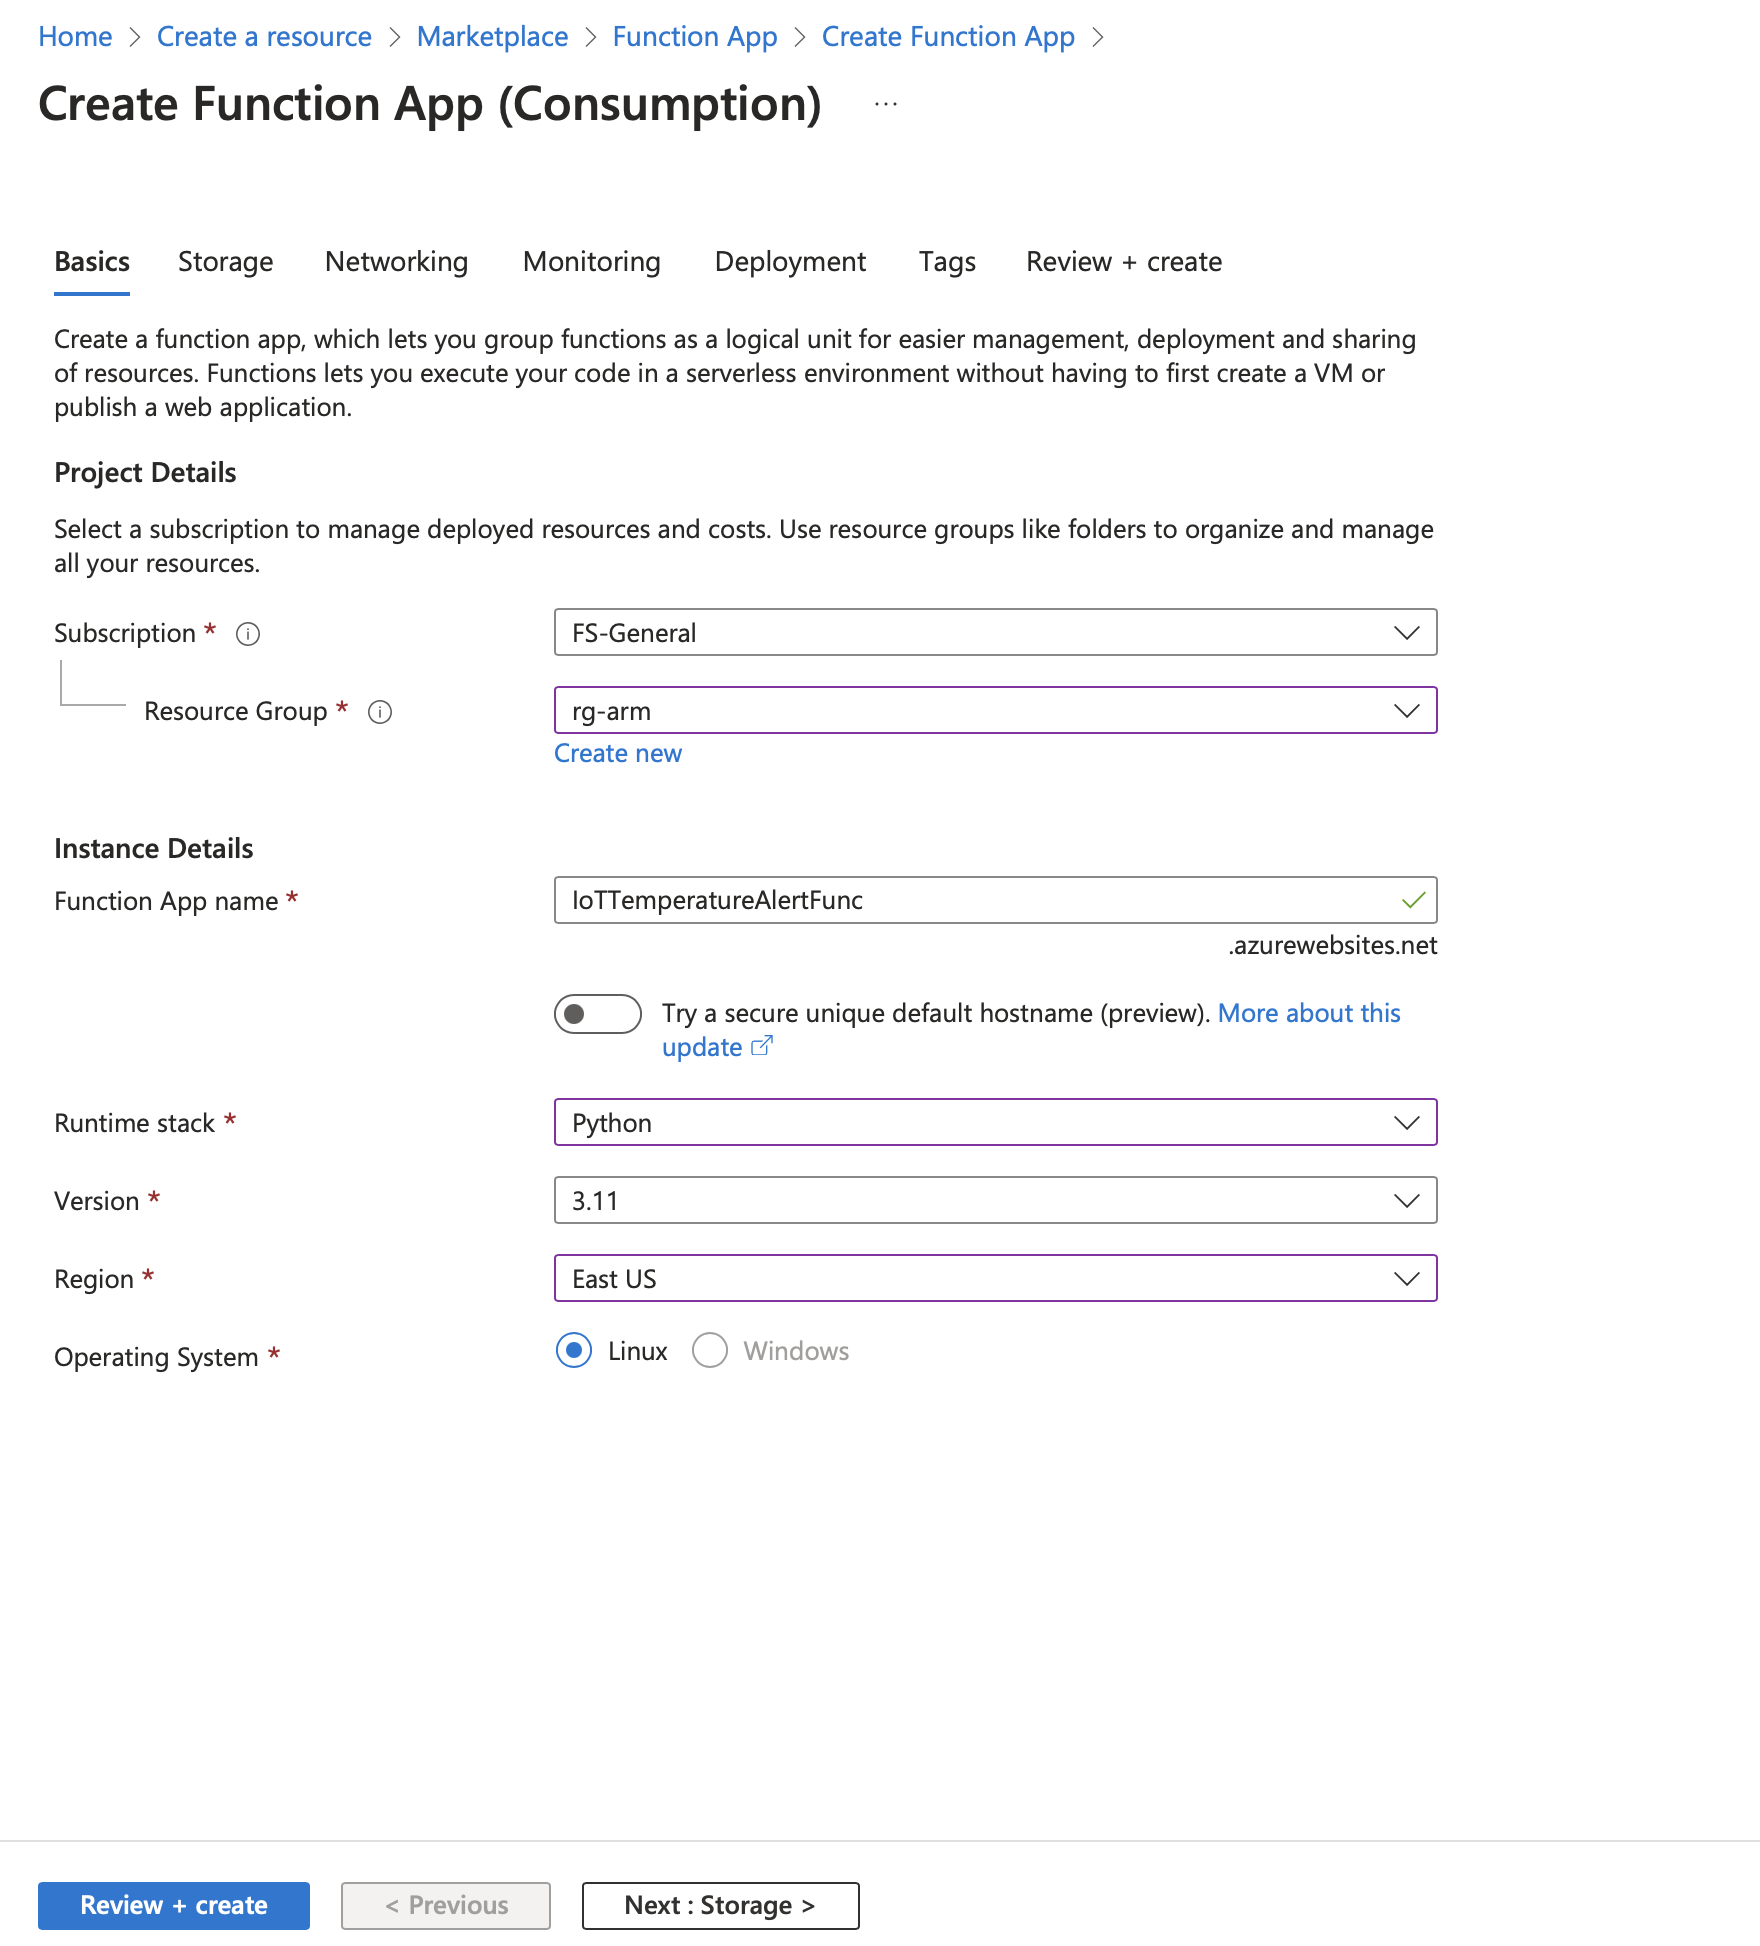 Home > Create a resource > Marketplace > Function App > Create Function App >
Create Function App (Consumption) ...
Basics Storage Networking Monitoring Deployment Tags Review + create
Create a function app, which lets you group functions as a logical unit for easier management, deployment and sharing
of resources. Functions lets you execute your code in a serverless environment without having to first create a VM or
publish a web application.
Project Details
Select a subscription to manage deployed resources and costs. Use resource groups like folders to organize and manage
all your resources.
Subscription * FS-General
Resource Group * rg-arm
Create new
Instance Details
Function App name * IoTTemperatureAlertFunc
.azurewebsites.net
Try a secure unique default hostname (preview). More about this
update
Runtime stack * Python
Version * 3.11
Region * East US
Operating System * Linux Windows
Review + create < Previous Next : Storage >